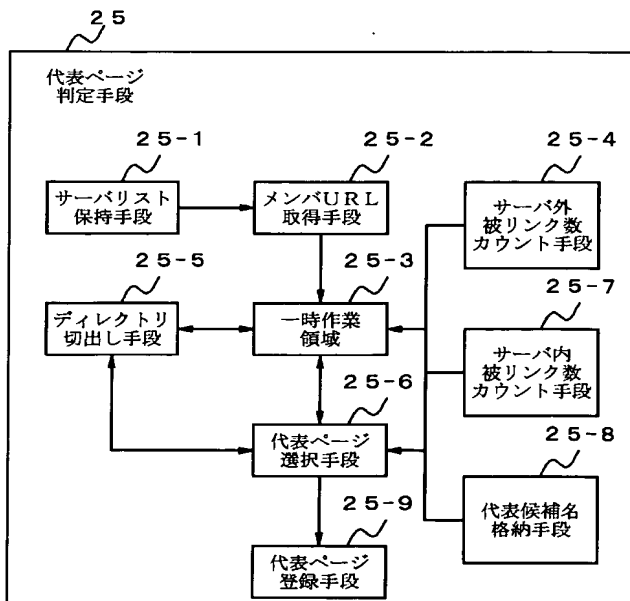 25
代表ページ
判定手段
25-1
サーバリスト
保持手段
25-2
メンバURL
取得手段
25-4
サーバ外
被リンク数
カウント手段
25-5
ディレクトリ
切出し手段
25-3
一時作業
領域
25-7
サーバ内
被リンク数
カウント手段
25-6
代表ページ
選択手段
25-8
代表候補名
格納手段
25-9
代表ページ
登録手段